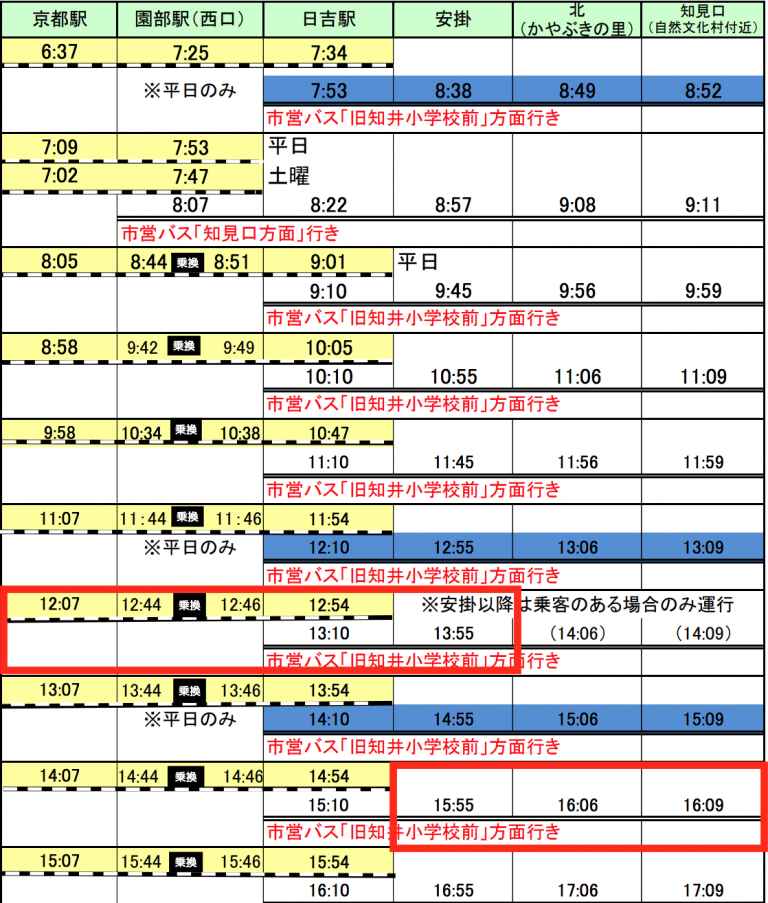 京都駅 園部駅(西口) 日吉駅 安掛 北(かやぶきの里) 知見口(自然文化村付近)
6:37 7:25 7:34
※平日のみ 7:53 8:38 8:49 8:52
市営バス「旧知井小学校前」方面行き
7:09 7:53 平日
7:02 7:47 土曜
8:07 8:22 8:57 9:08 9:11
市営バス「知見口方面」行き
8:05 8:44 乗換 8:51 9:01 平日
9:10 9:45 9:56 9:59
市営バス「旧知井小学校前」方面行き
8:58 9:42 乗換 9:49 10:05
10:10 10:55 11:06 11:09
市営バス「旧知井小学校前」方面行き
9:58 10:34 乗換 10:38 10:47
11:10 11:45 11:56 11:59
市営バス「旧知井小学校前」方面行き
11:07 11:44 乗換 11:46 11:54
※平日のみ 12:10 12:55 13:06 13:09
市営バス「旧知井小学校前」方面行き
12:07 12:44 乗換 12:46 12:54 ※安掛以降は乗客のある場合のみ運行
13:10 13:55 (14:06) (14:09)
市営バス「旧知井小学校前」方面行き
13:07 13:44 乗換 13:46 13:54
※平日のみ 14:10 14:55 15:06 15:09
市営バス「旧知井小学校前」方面行き
14:07 14:44 乗換 14:46 14:54
15:10 15:55 16:06 16:09
市営バス「旧知井小学校前」方面行き
15:07 15:44 乗換 15:46 15:54
16:10 16:55 17:06 17:09